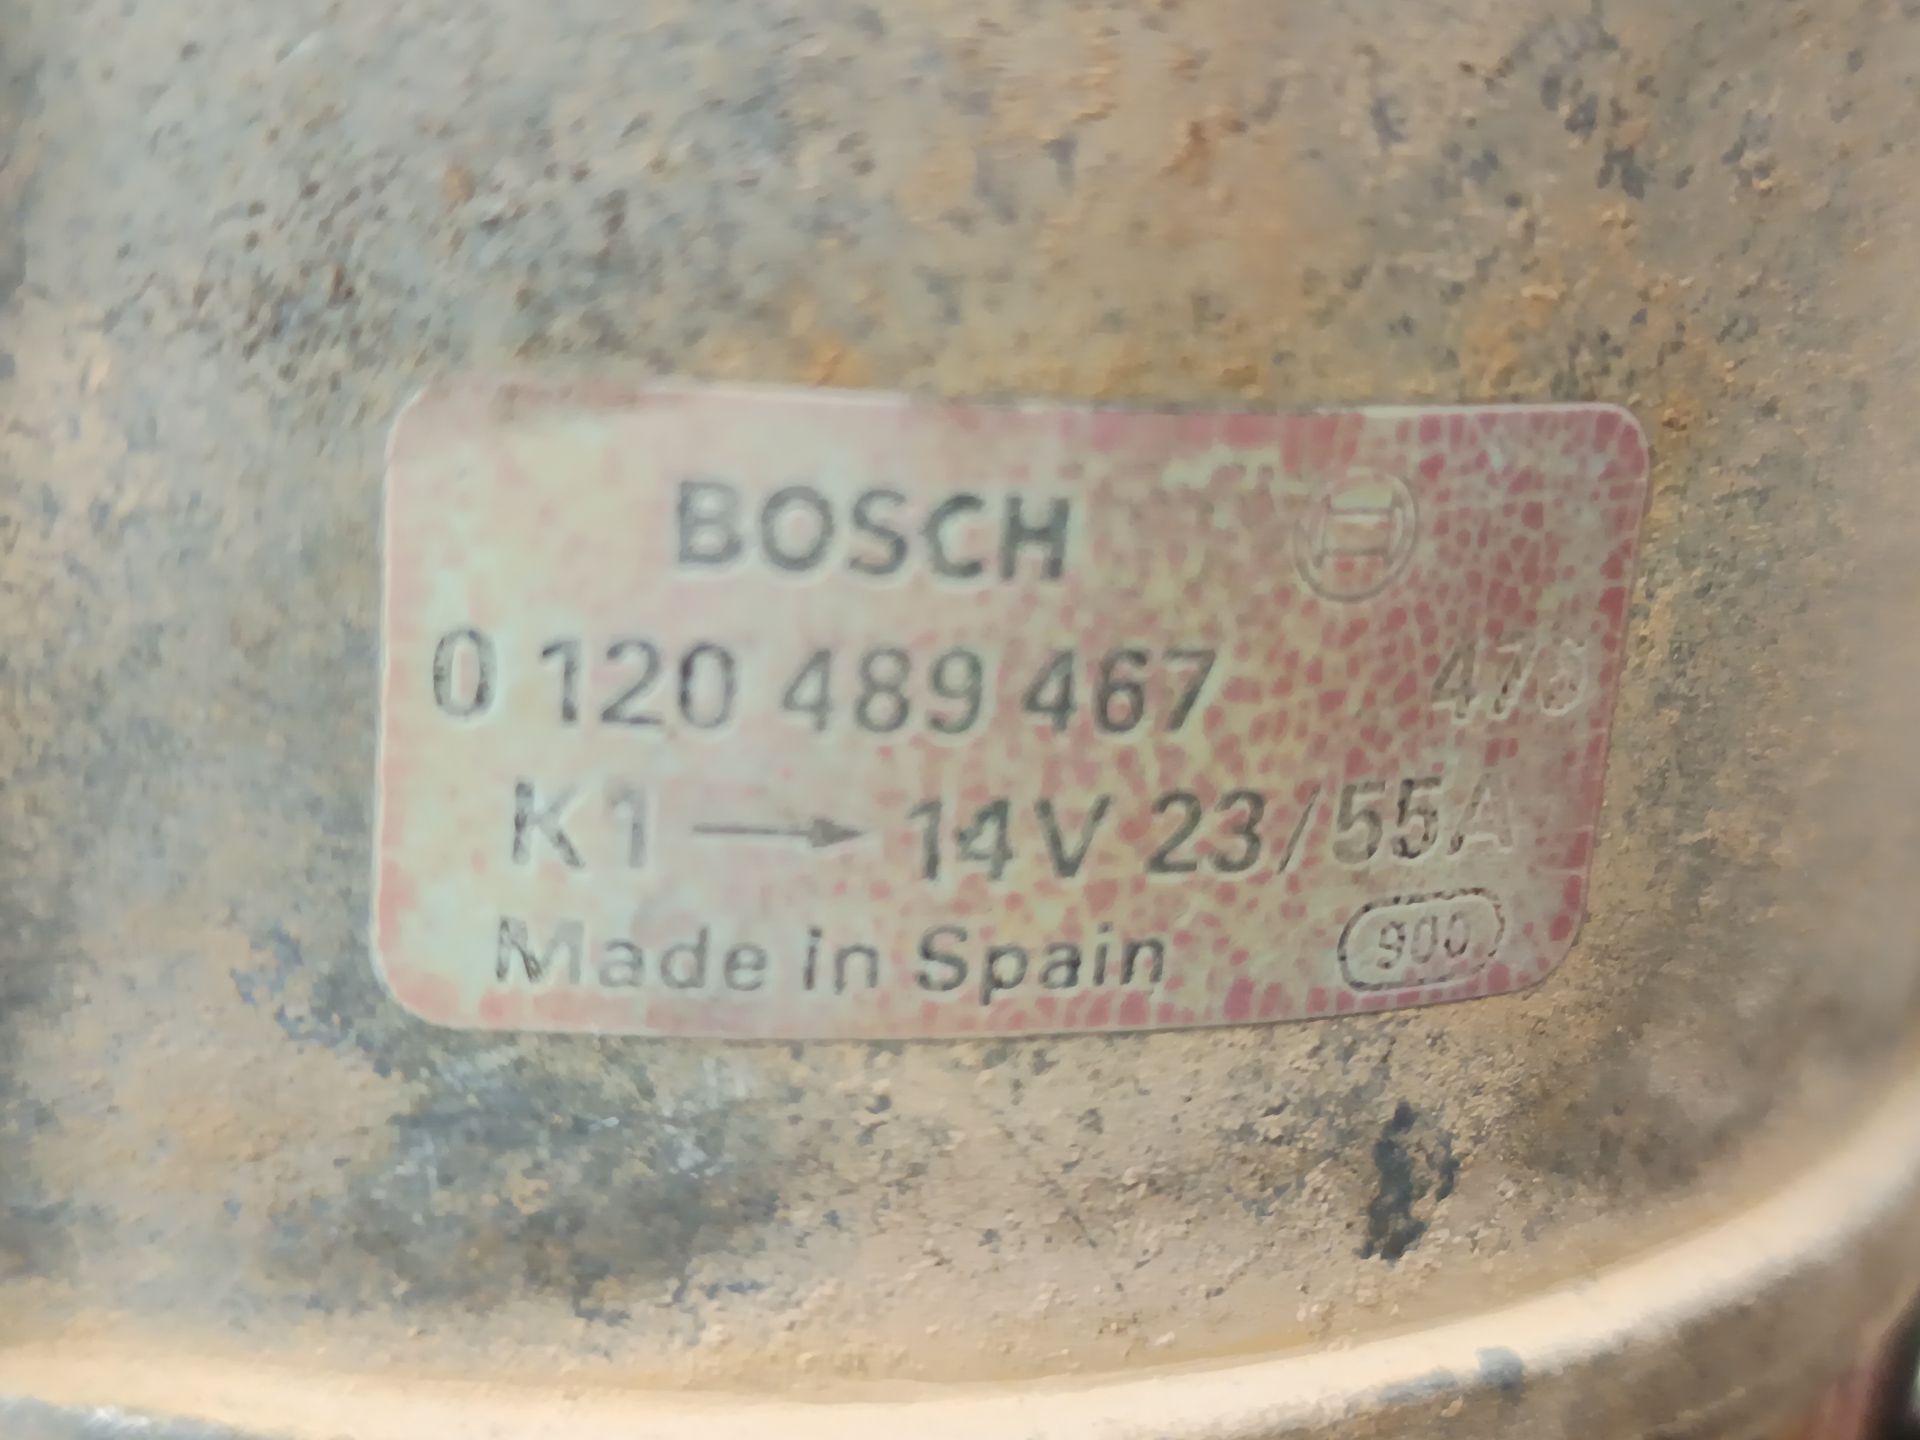 BOSCH
0 120 489 467
K1 → 14V 23/55A
Made in Spain 900